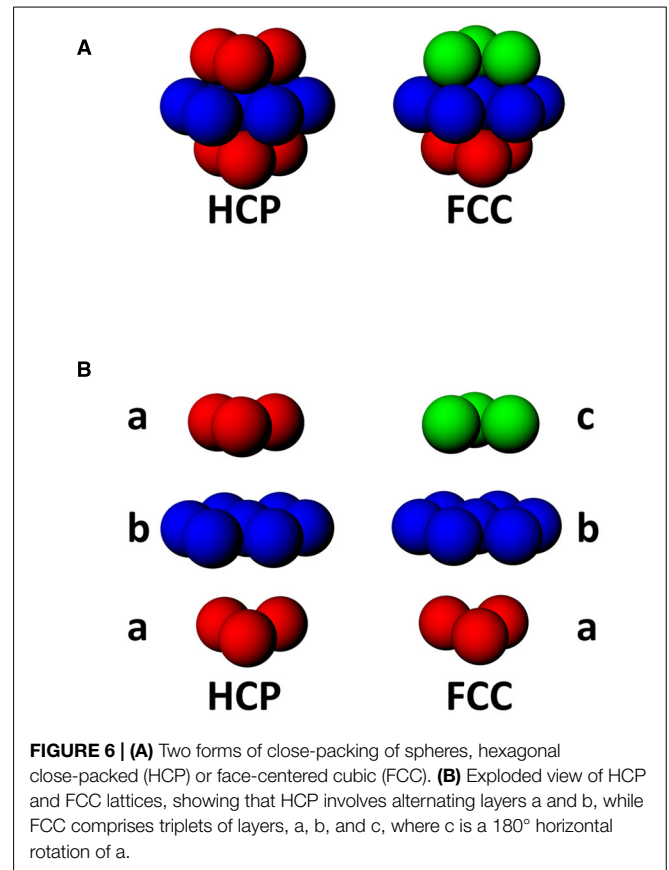 A
HCP FCC
B
a c
b b
a a
HCP FCC
FIGURE 6 | (A) Two forms of close-packing of spheres, hexagonal
close-packed (HCP) or face-centered cubic (FCC). (B) Exploded view of HCP
and FCC lattices, showing that HCP involves alternating layers a and b, while
FCC comprises triplets of layers, a, b, and c, where c is a 180° horizontal
rotation of a.